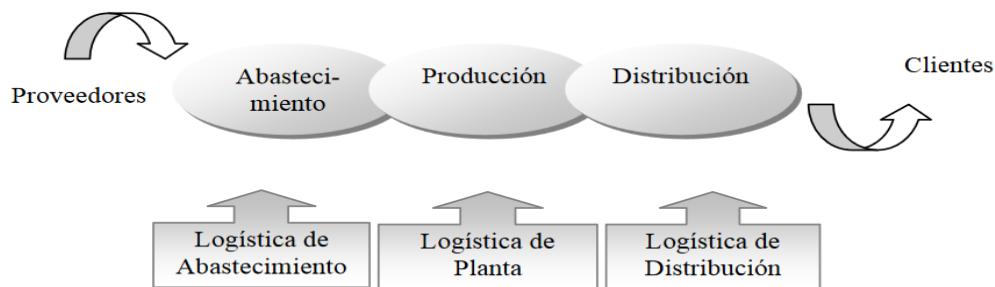 Proveedores
Abasteci-
miento
Producción
Distribución
Clientes
Logística de
Abastecimiento
Logística de
Planta
Logística de
Distribución